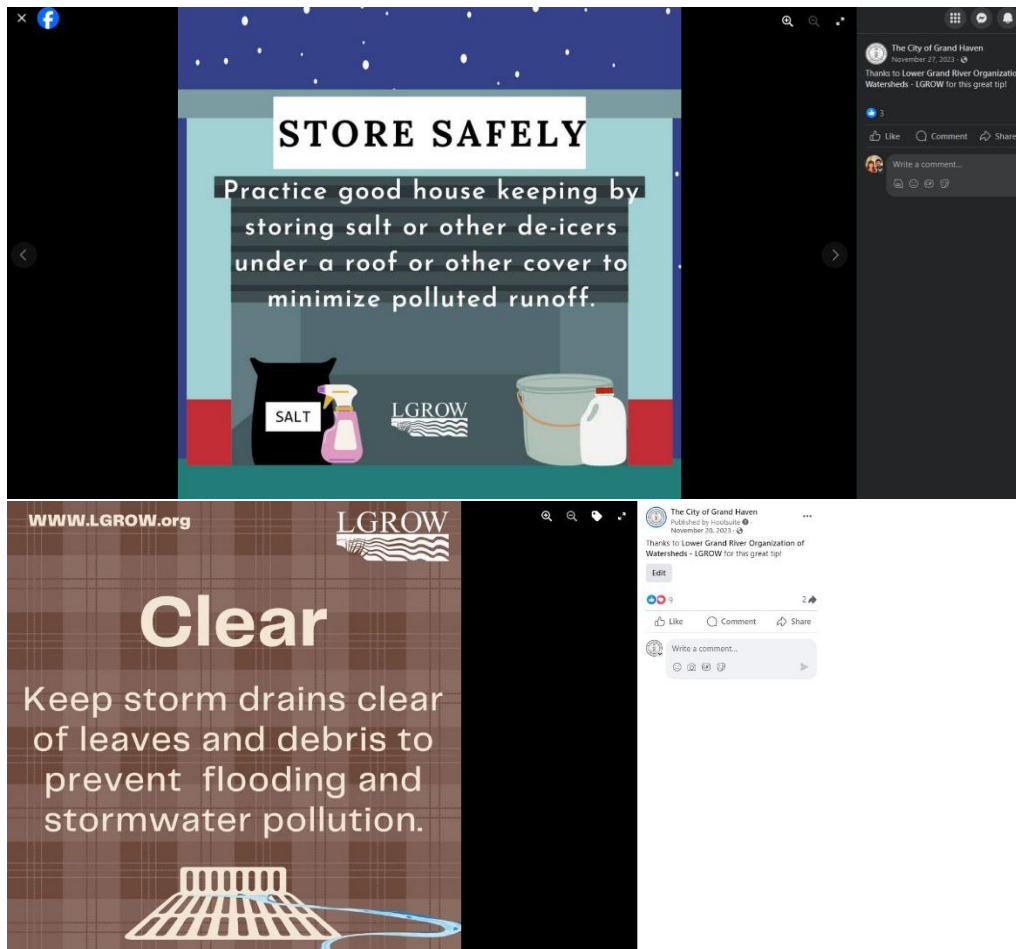 STORE SAFELY
Practice good house keeping by
storing salt or other de-icers
under a roof or other cover to
minimize polluted runoff.
SALT
LGROW
The City of Grand Haven
November 27, 2023 ·
Thanks to Lower Grand River Organizatio
Watersheds - LGROW for this great tip!
3
Like Comment Share
Write a comment...
WWW.LGROW.org
LGROW
Clear
Keep storm drains clear
of leaves and debris to
prevent flooding and
stormwater pollution.
The City of Grand Haven
Published by Hootsuite ·
November 20, 2023 ·
Thanks to Lower Grand River Organization of
Watersheds - LGROW for this great tip!
Edit
9 2
Like Comment Share
Write a comment...